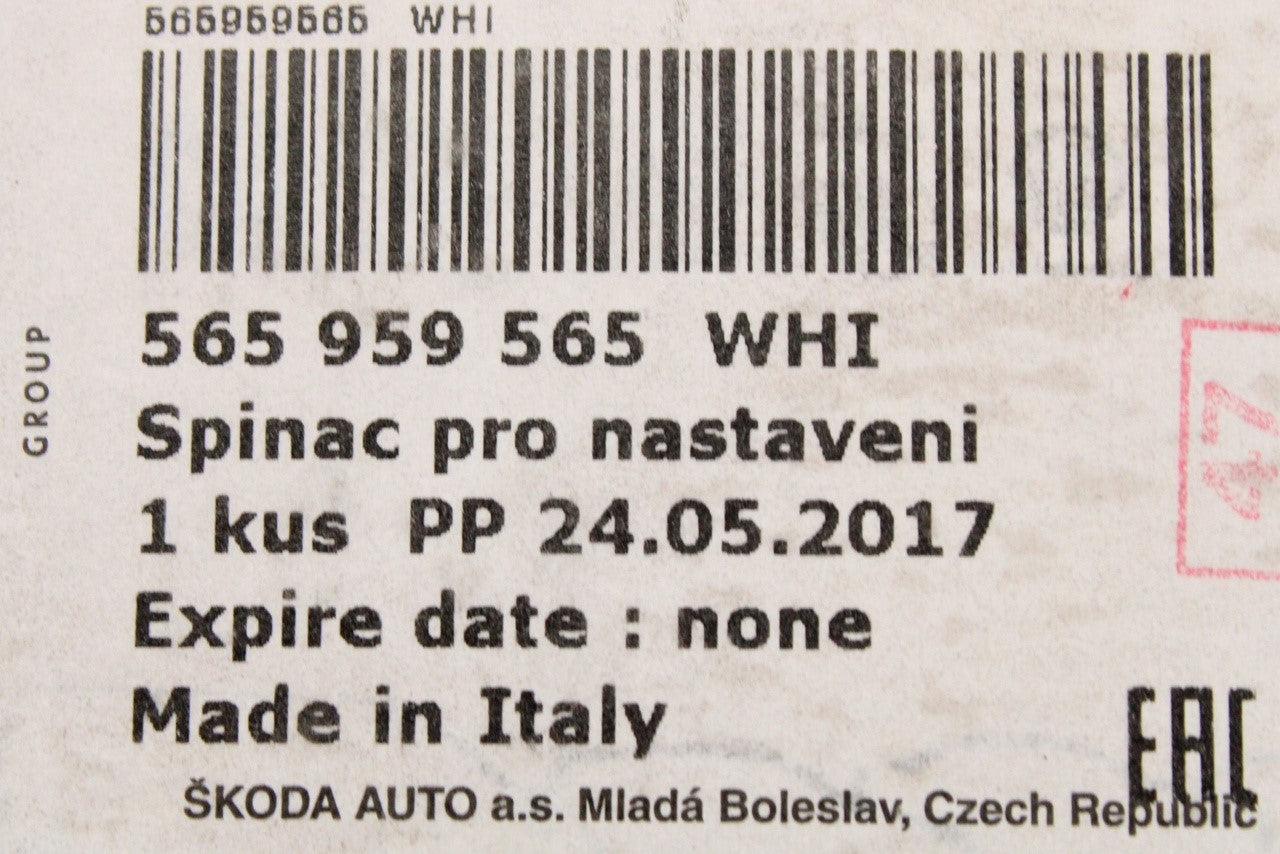 565959565 WHI
565 959 565 WHI
Spinac pro nastaveni
1 kus PP 24.05.2017
Expire date : none
Made in Italy
ŠKODA AUTO a.s. Mladá Boleslav, Czech Republic
EAC
GROUP
47